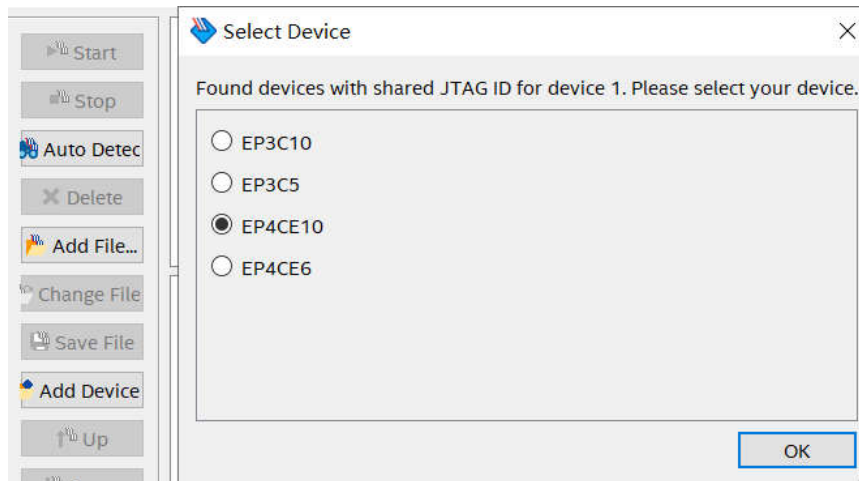 Start
Stop
Auto Detec
Delete
Add File...
Change File
Save File
Add Device
Up
Select Device
Found devices with shared JTAG ID for device 1. Please select your device.
EP3C10
EP3C5
EP4CE10
EP4CE6
OK